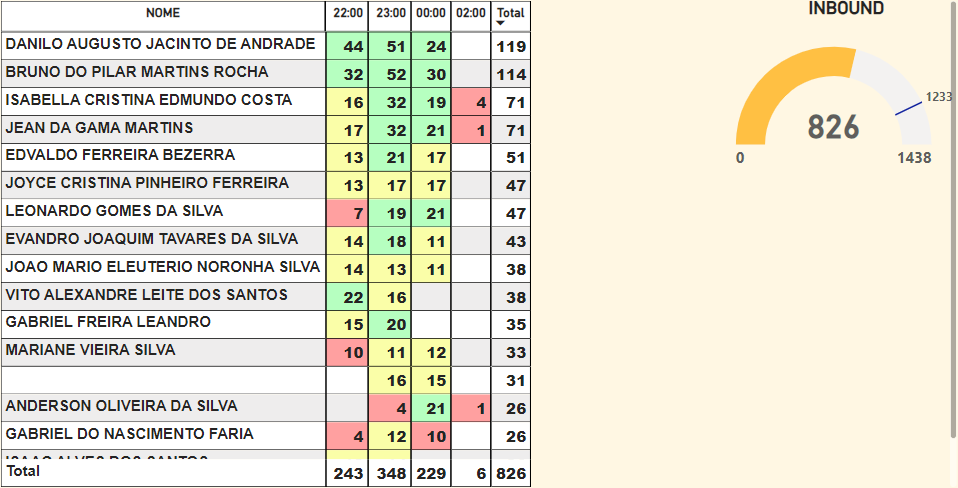 NOME 22:00 23:00 00:00 02:00 Total
DANILO AUGUSTO JACINTO DE ANDRADE 44 51 24 119
BRUNO DO PILAR MARTINS ROCHA 32 52 30 114
ISABELLA CRISTINA EDMUNDO COSTA 16 32 19 4 71
JEAN DA GAMA MARTINS 17 32 21 1 71
EDVALDO FERREIRA BEZERRA 13 21 17 51
JOYCE CRISTINA PINHEIRO FERREIRA 13 17 17 47
LEONARDO GOMES DA SILVA 7 19 21 47
EVANDRO JOAQUIM TAVARES DA SILVA 14 18 11 43
JOAO MARIO ELEUTERIO NORONHA SILVA 14 13 11 38
VITO ALEXANDRE LEITE DOS SANTOS 22 16 38
GABRIEL FREIRA LEANDRO 15 20 35
MARIANE VIEIRA SILVA 10 11 12 33
16 15 31
ANDERSON OLIVEIRA DA SILVA 4 21 1 26
GABRIEL DO NASCIMENTO FARIA 4 12 10 26
Total 243 348 229 6 826
INBOUND
1233
826
0 1438